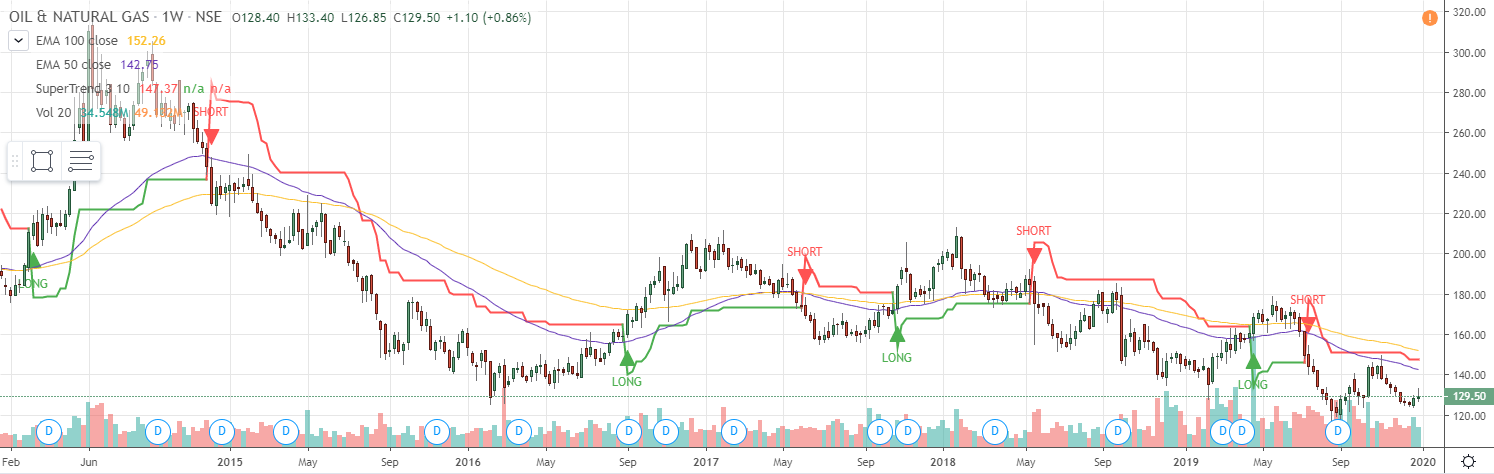 OIL & NATURAL GAS · 1W · NSE O128.40 H133.40 L126.85 C129.50 +1.10 (+0.86%)
EMA 100 close 152.26
EMA 50 close 142.75
SuperTrend 3 10 147.37 n/a n/a
Vol 20 34.548M 49.132M
SHORT
LONG
LONG
SHORT
LONG
SHORT
LONG
SHORT
320.00
300.00
280.00
260.00
240.00
220.00
200.00
180.00
160.00
140.00
129.50
120.00
D D D D D D D D D D D D D D D D
Feb Jun 2015 May Sep 2016 May Sep 2017 May Sep 2018 May Sep 2019 May Sep 2020